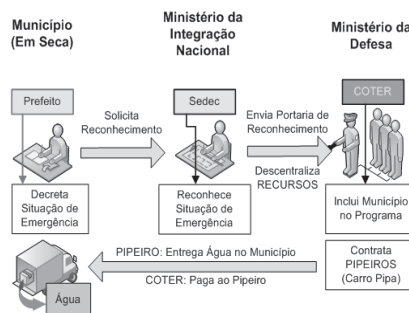 Município
(Em Seca)
Ministério da
Integração
Nacional
Ministério da
Defesa
Prefeito
Sedec
COTER
Solicita
Reconhecimento
Envia Portaria de
Reconhecimento
Descentraliza
RECURSOS
Decreta
Situação de
Emergência
Reconhece
Situação de
Emergência
Inclui Município
no Programa
PIPEIRO: Entrega Água no Município
COTER: Paga ao Pipeiro
Contrata
PIPEIROS
(Carro Pipa)
Água